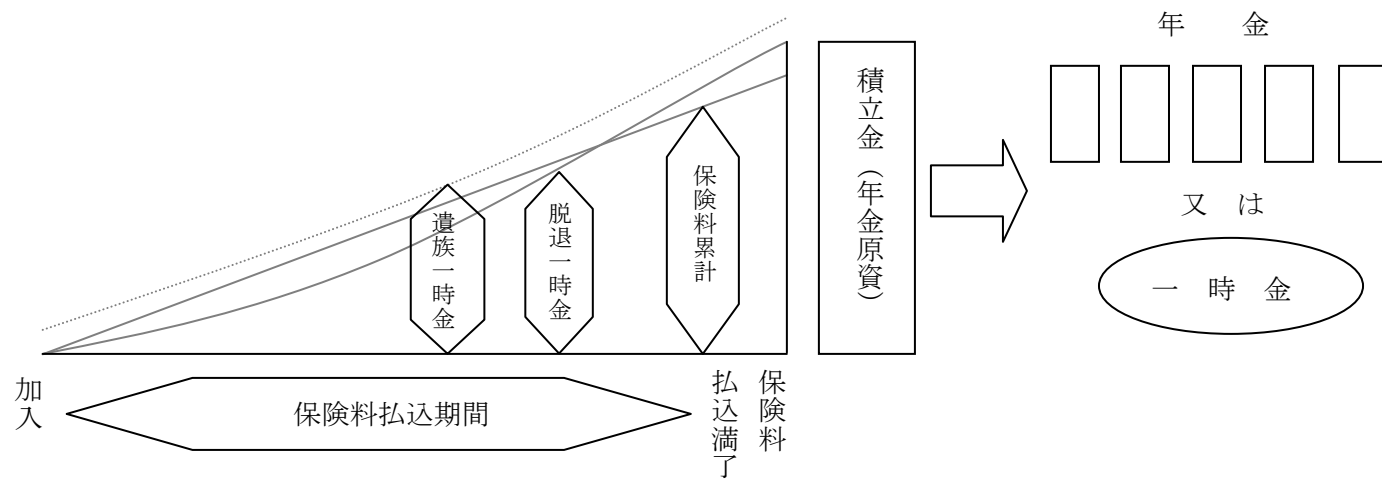 年　金
又　は
一　時　金
積立金（年金原資）
保険料累計
脱退一時金
遺族一時金
加入
保険料払込期間
保険料
払込満了